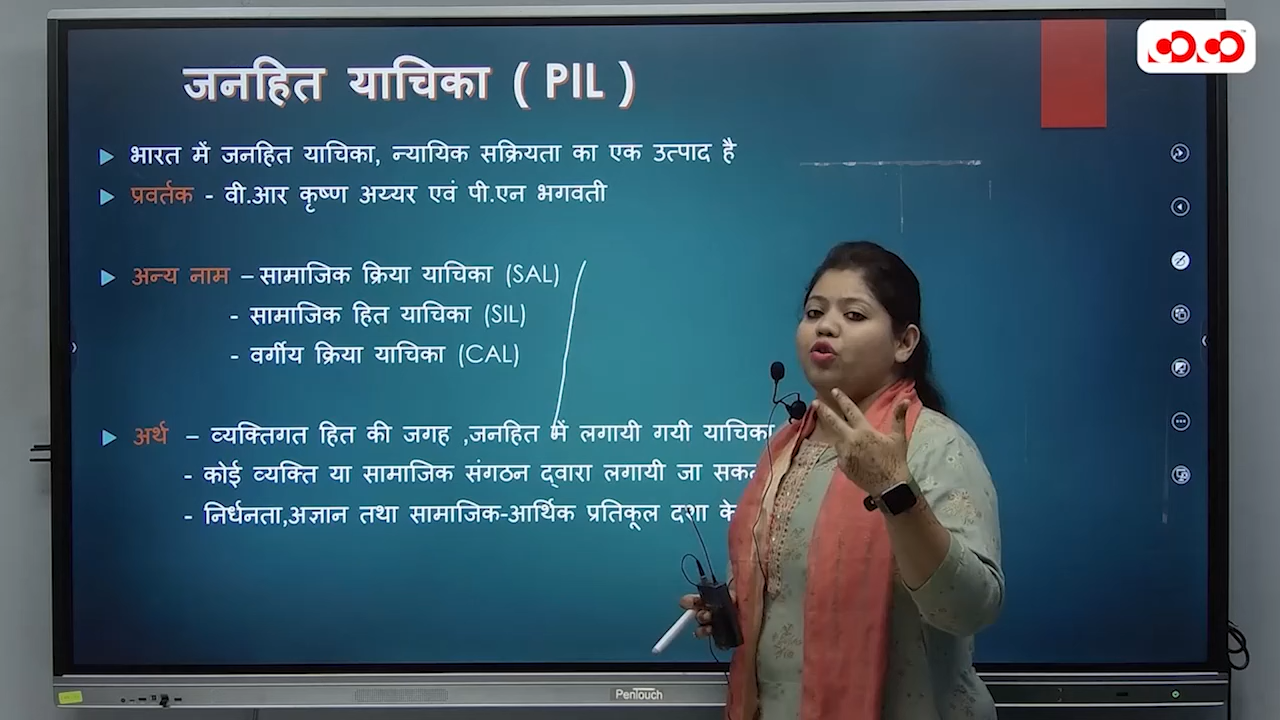 जनहित याचिका ( PIL )
भारत में जनहित याचिका, न्यायिक सक्रियता का एक उत्पाद है
प्रवर्तक - वी.आर कृष्ण अय्यर एवं पी.एन भगवती
अन्य नाम – सामाजिक क्रिया याचिका (SAL)
- सामाजिक हित याचिका (SIL)
- वर्गीय क्रिया याचिका (CAL)
अर्थ – व्यक्तिगत हित की जगह ,जनहित में लगायी गयी याचिका
- कोई व्यक्ति या सामाजिक संगठन द्वारा लगायी जा
- निर्धनता,अज्ञान तथा सामाजिक-आर्थिक प्रतिकूल दशा के
PenTouch